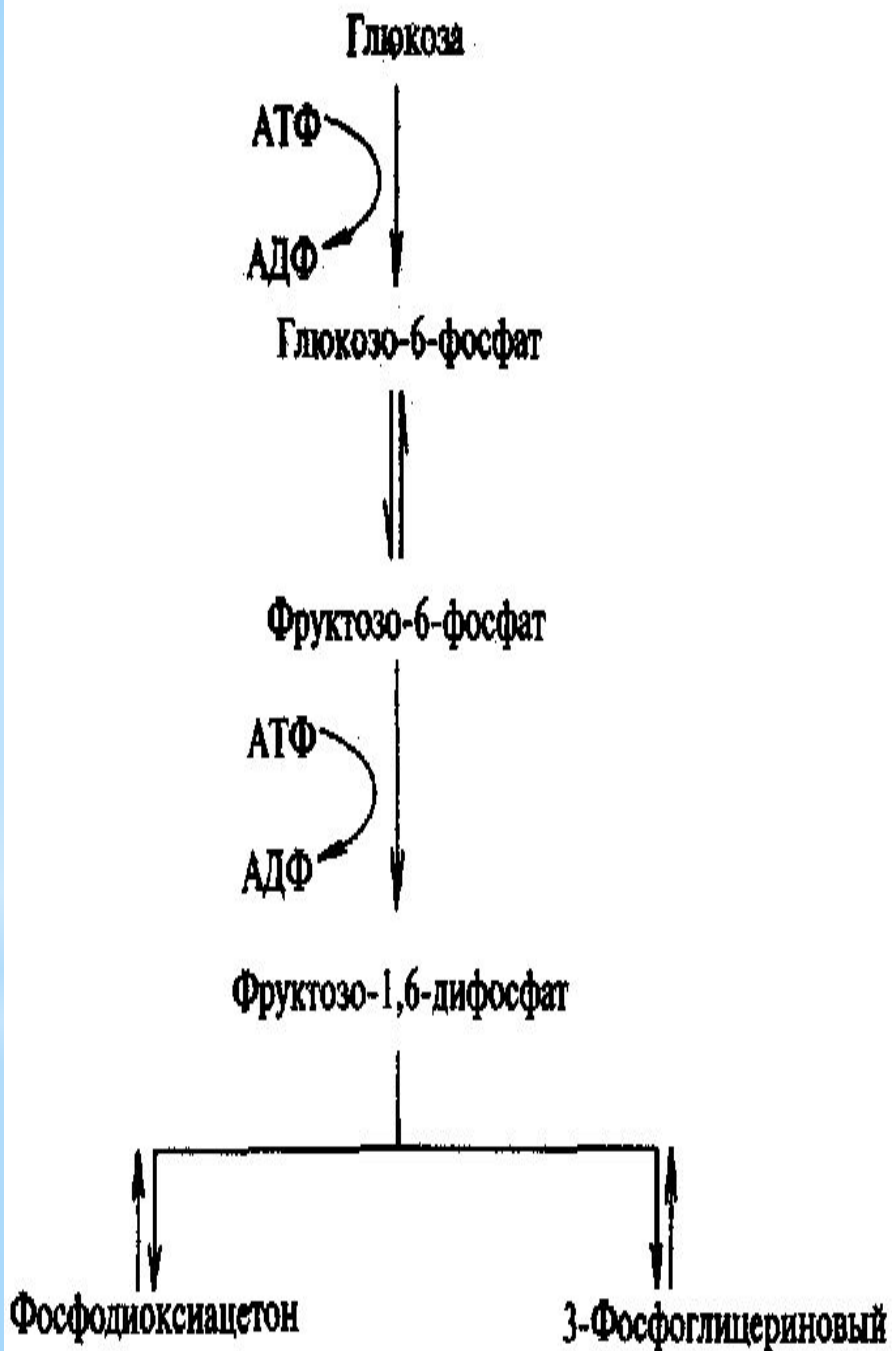 Глюкоза
АТФ
АДФ
Глюкозо-6-фосфат
Фруктозо-6-фосфат
АТФ
АДФ
Фруктозо-1,6-дифосфат
Фосфодиоксиацетон
3-Фосфоглицериновый